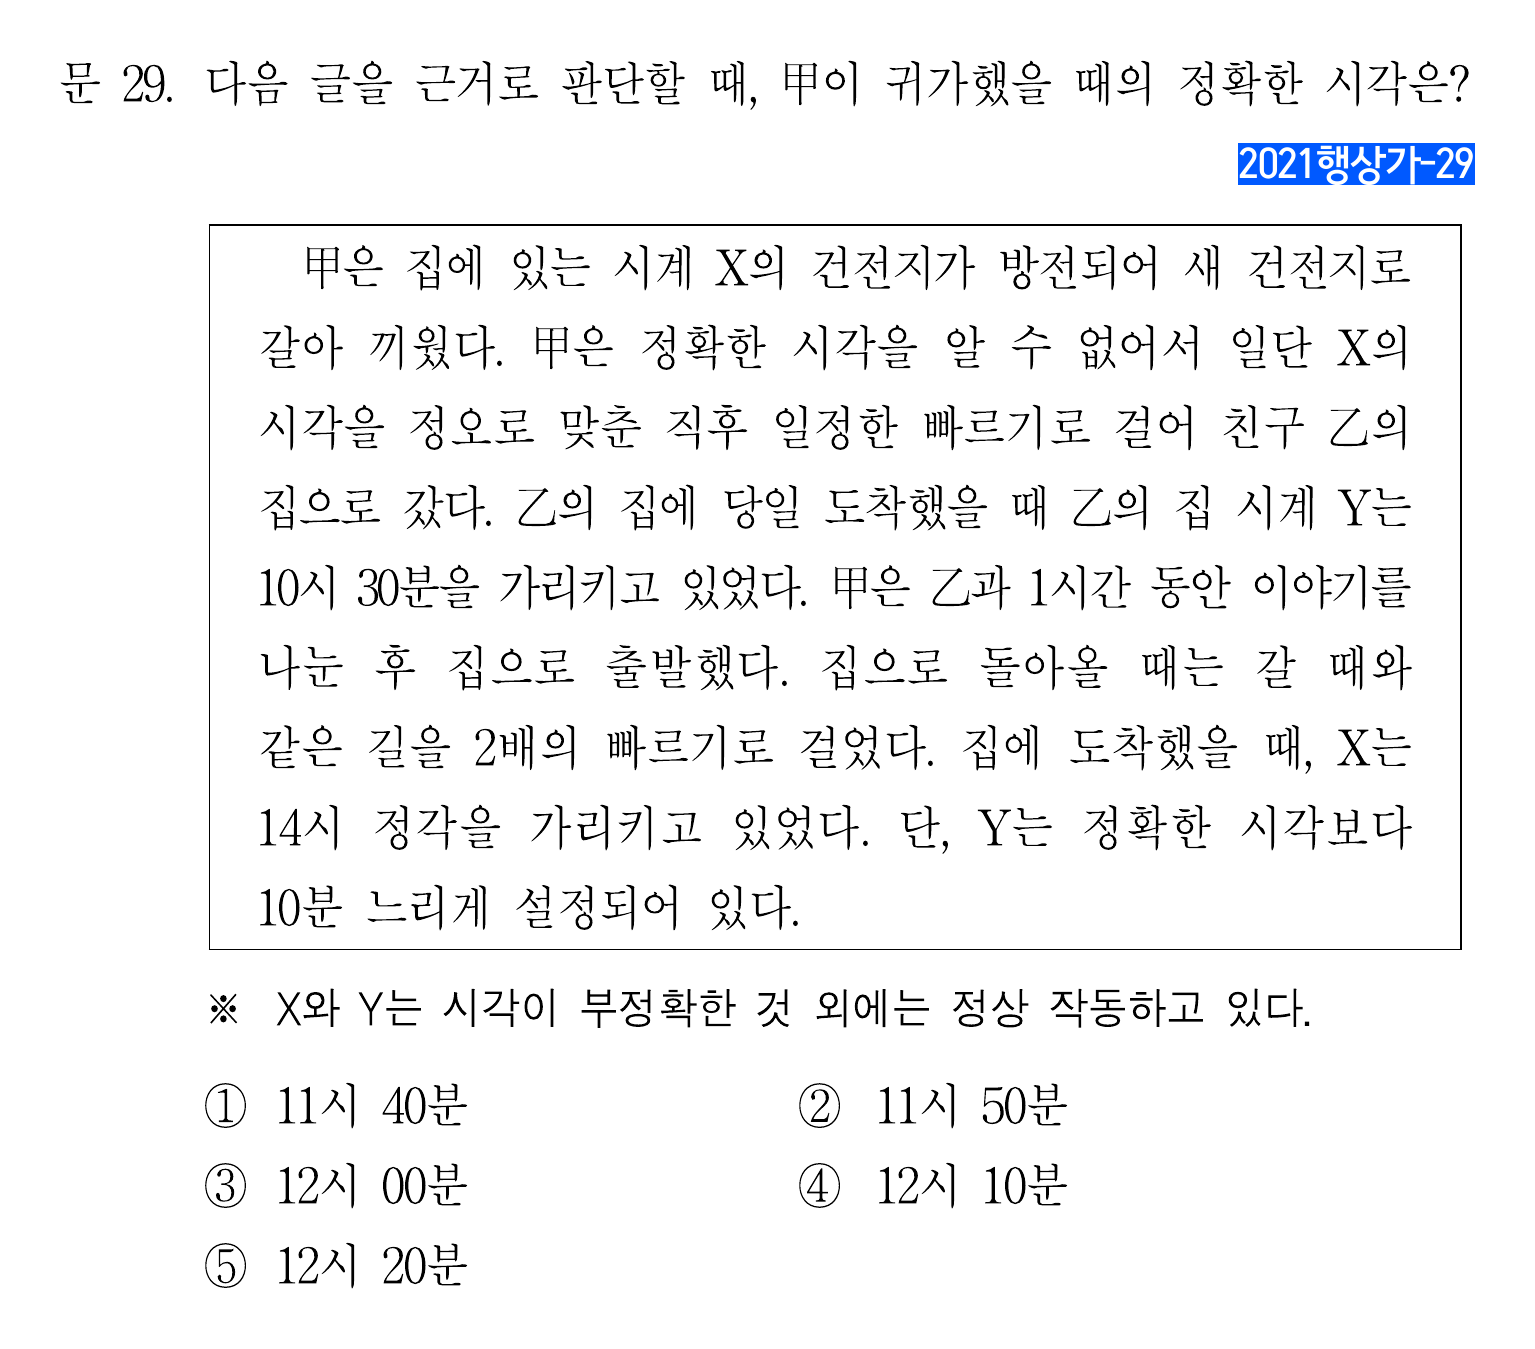 문 29. 다음 글을 근거로 판단할 때, 甲이 귀가했을 때의 정확한 시각은?
2021행상가-29
甲은 집에 있는 시계 X의 건전지가 방전되어 새 건전지로
갈아 끼웠다. 甲은 정확한 시각을 알 수 없어서 일단 X의
시각을 정오로 맞춘 직후 일정한 빠르기로 걸어 친구 乙의
집으로 갔다. 乙의 집에 당일 도착했을 때 乙의 집 시계 Y는
10시 30분을 가리키고 있었다. 甲은 乙과 1시간 동안 이야기를
나눈 후 집으로 출발했다. 집으로 돌아올 때는 갈 때와
같은 길을 2배의 빠르기로 걸었다. 집에 도착했을 때, X는
14시 정각을 가리키고 있었다. 단, Y는 정확한 시각보다
10분 느리게 설정되어 있다.
※ X와 Y는 시각이 부정확한 것 외에는 정상 작동하고 있다.
① 11시 40분 ② 11시 50분
③ 12시 00분 ④ 12시 10분
⑤ 12시 20분